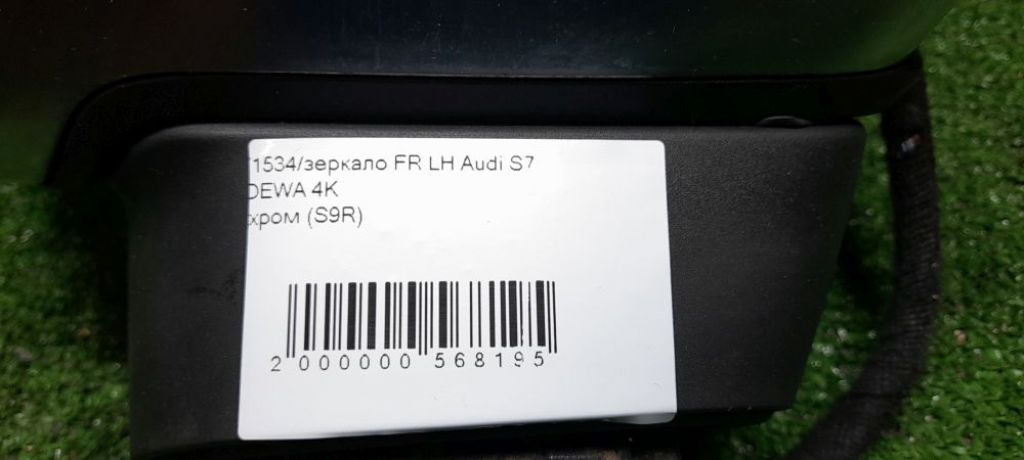 1534/зеркало FR LH Audi S7
DEWA 4K
хром (S9R)
2 000000 568195